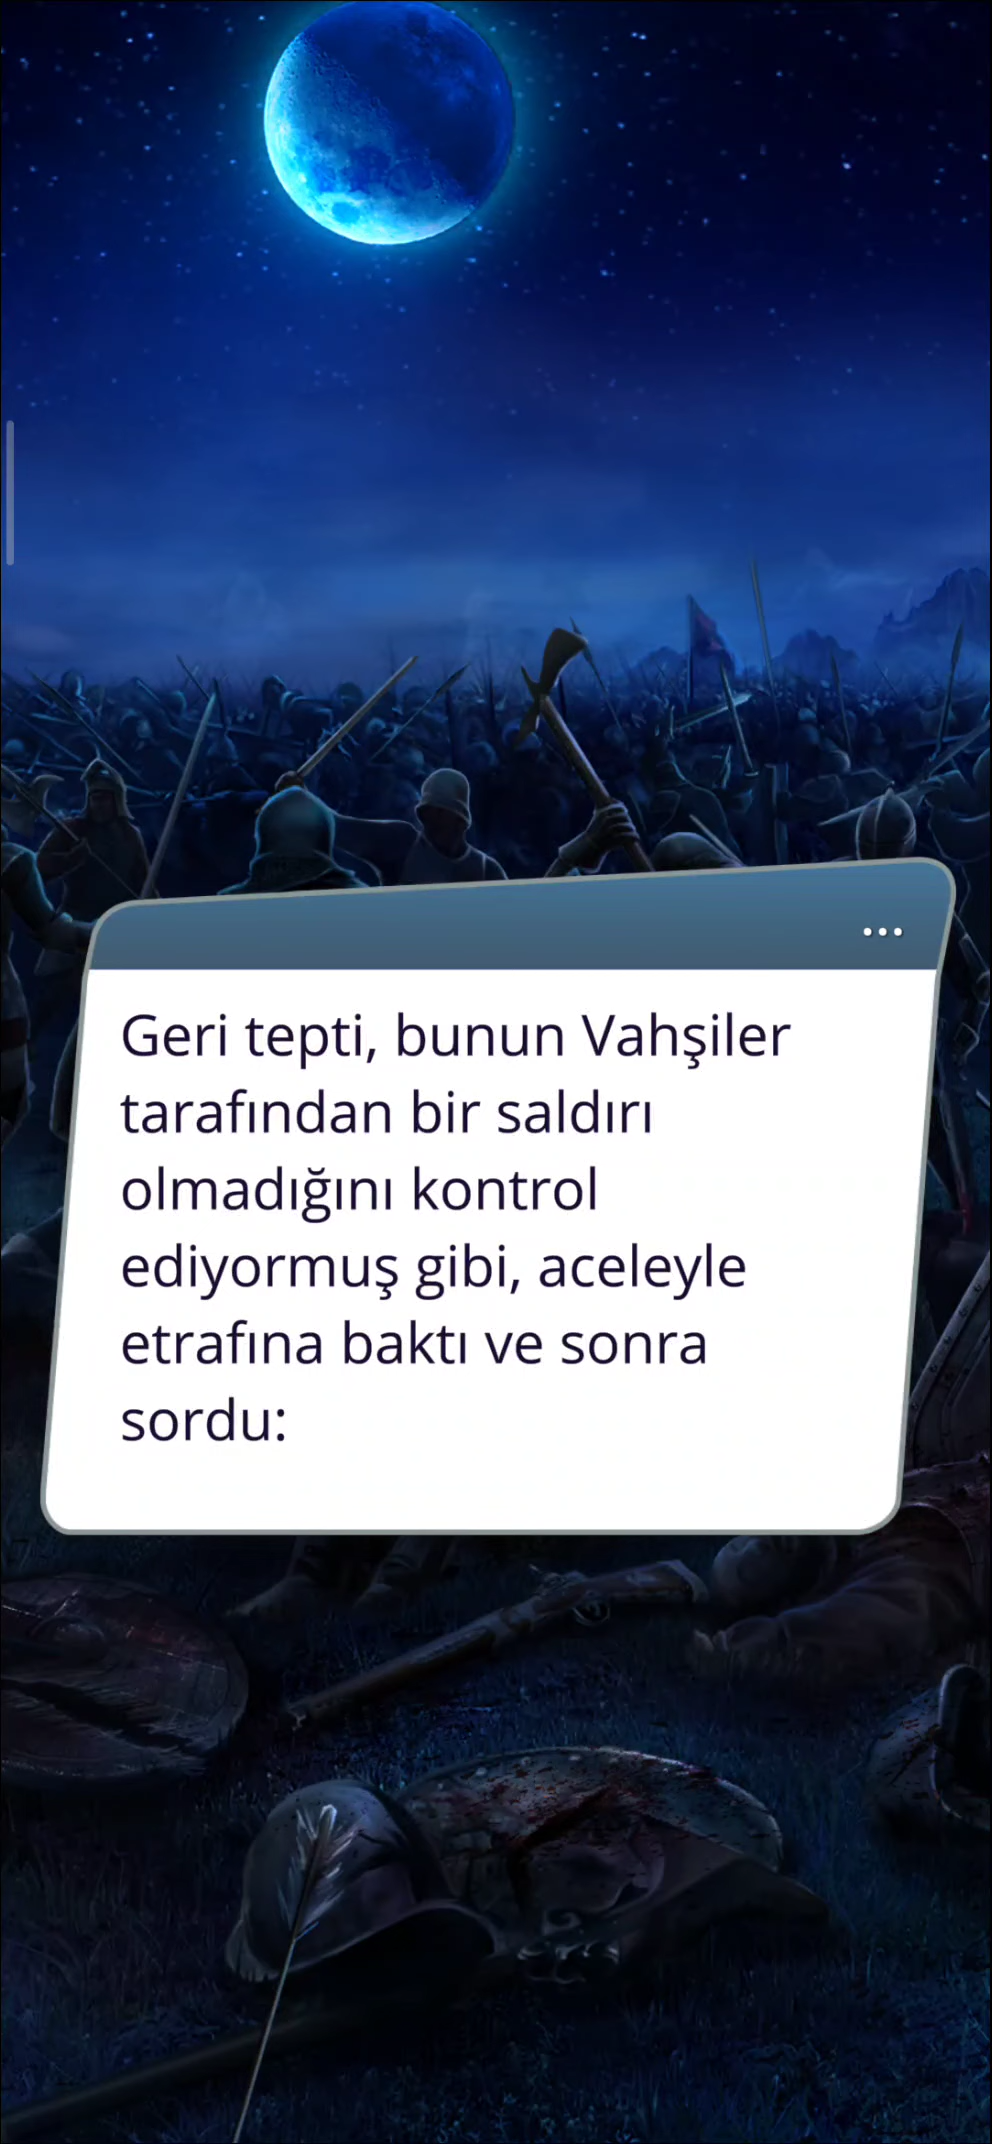 Geri tepti, bunun Vahşiler
tarafından bir saldırı
olmadığını kontrol
ediyormuş gibi, aceleyle
etrafına baktı ve sonra
sordu: